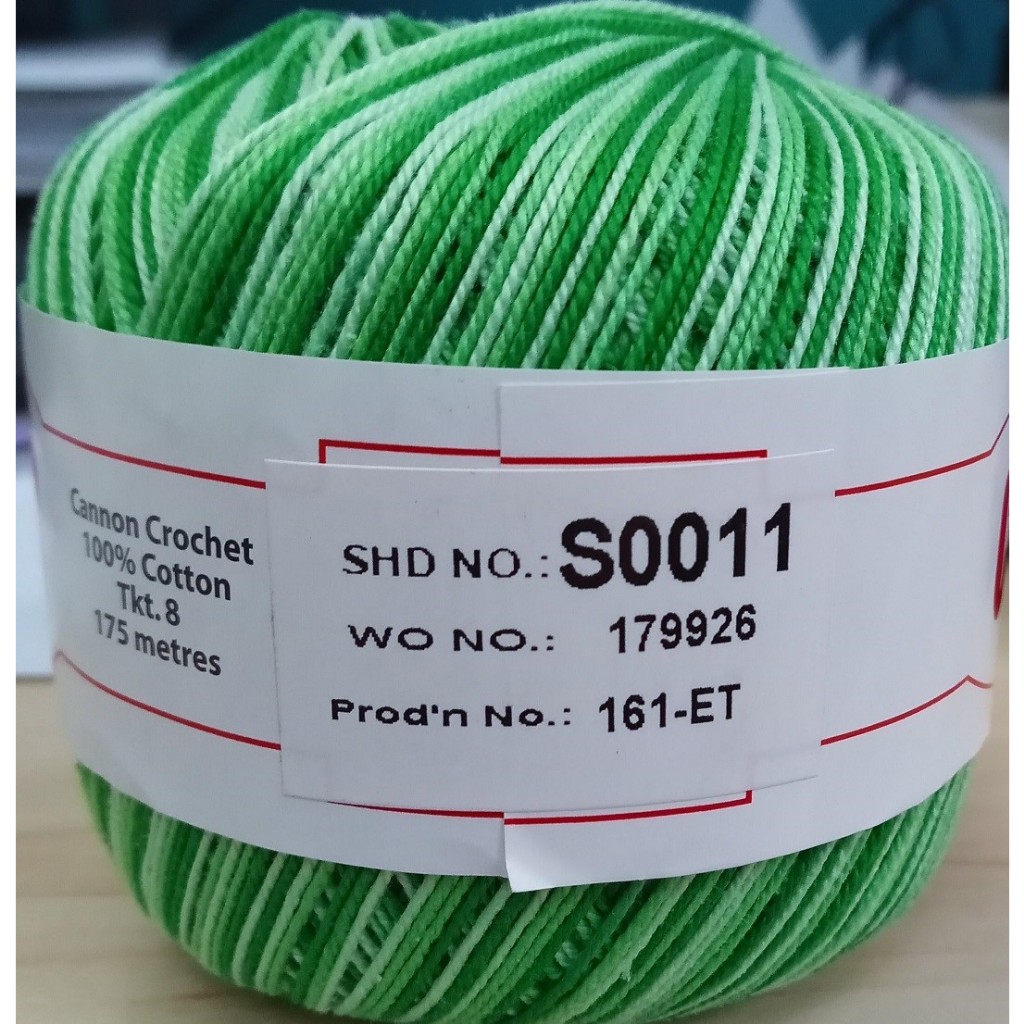 Cannon Crochet
100% Cotton
Tkt. 8
175 metres
SHD NO.: S0011
WO NO.: 179926
Prod'n No.: 161-ET